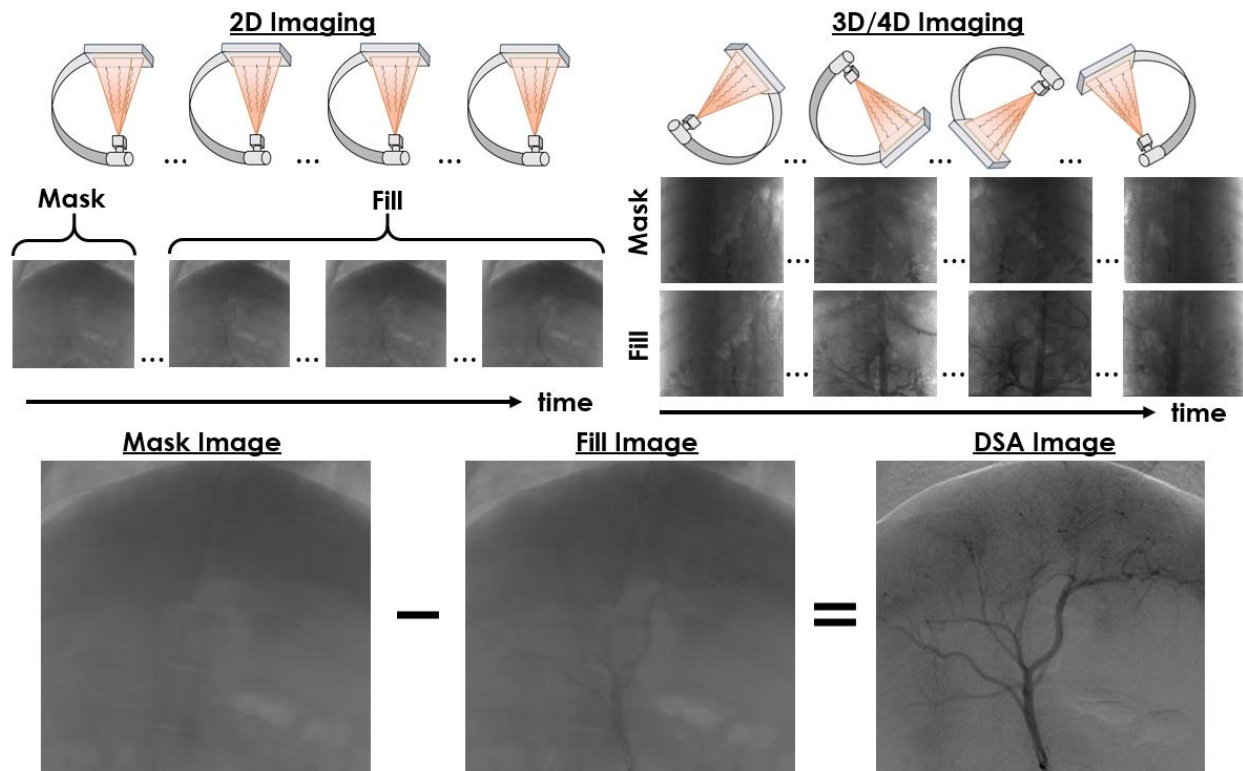 2D Imaging
3D/4D Imaging
... ... ...
... ... ...
Mask
Fill
Mask
... ... ...
... ... ...
Fill
... ... ...
time
time
Mask Image
Fill Image
DSA Image
− =